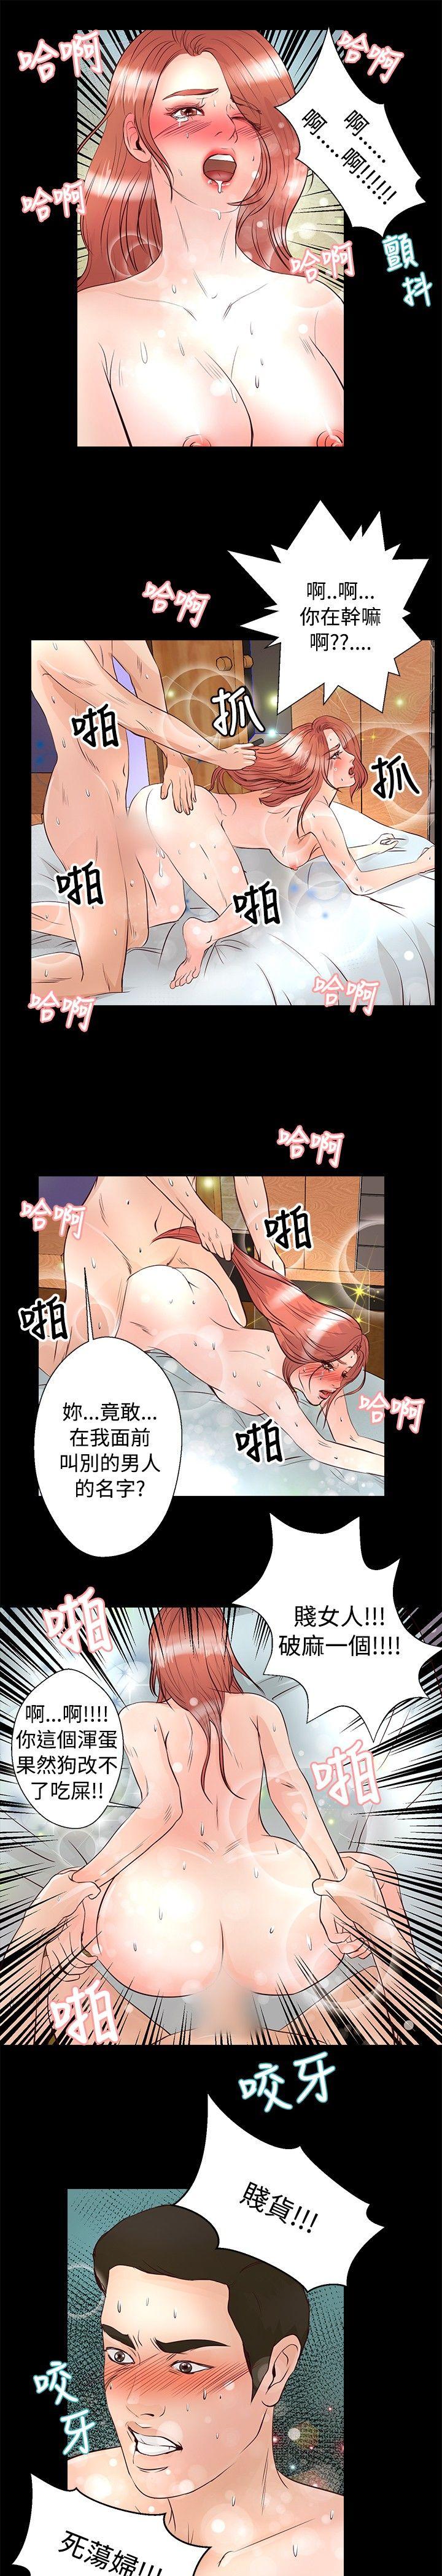 哈啊
哈啊
啊......
啊.....啊!!!!!!
哈啊
哈啊
顫
抖
啊..啊...
你在幹嘛
啊??....
哈啊
抓
啪
抓
啪
啪
哈啊
哈啊
哈啊
哈啊
啪
啪
哈啊
啪
妳...竟敢...
在我面前
叫別的男人
的名字?
賤女人!!!
破麻一個!!!!
啪
啊...啊!!!!
你這個渾蛋
果然狗改不
了吃屎!!
啪
啪
咬牙
賤貨!!!
咬
牙
死蕩婦!!!